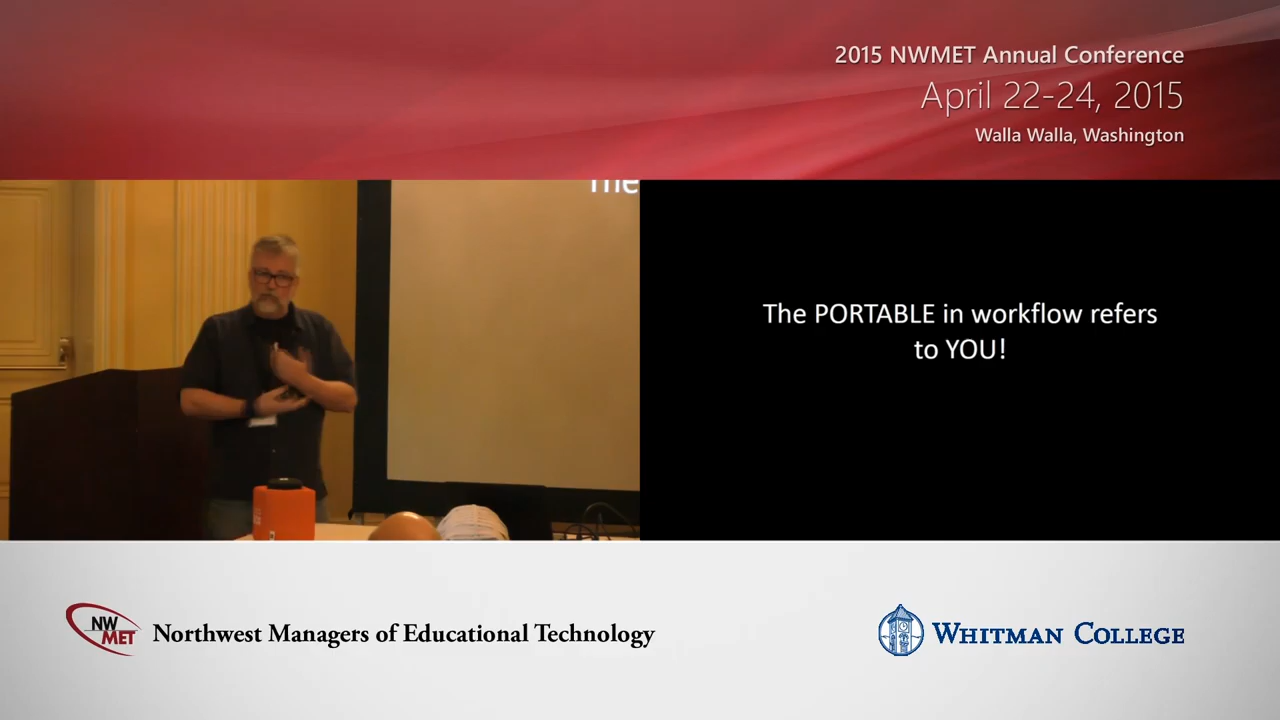 2015 NWMET Annual Conference
April 22-24, 2015
Walla Walla, Washington
The
The PORTABLE in workflow refers
to YOU!
NW
MET
Northwest Managers of Educational Technology
WHITMAN COLLEGE